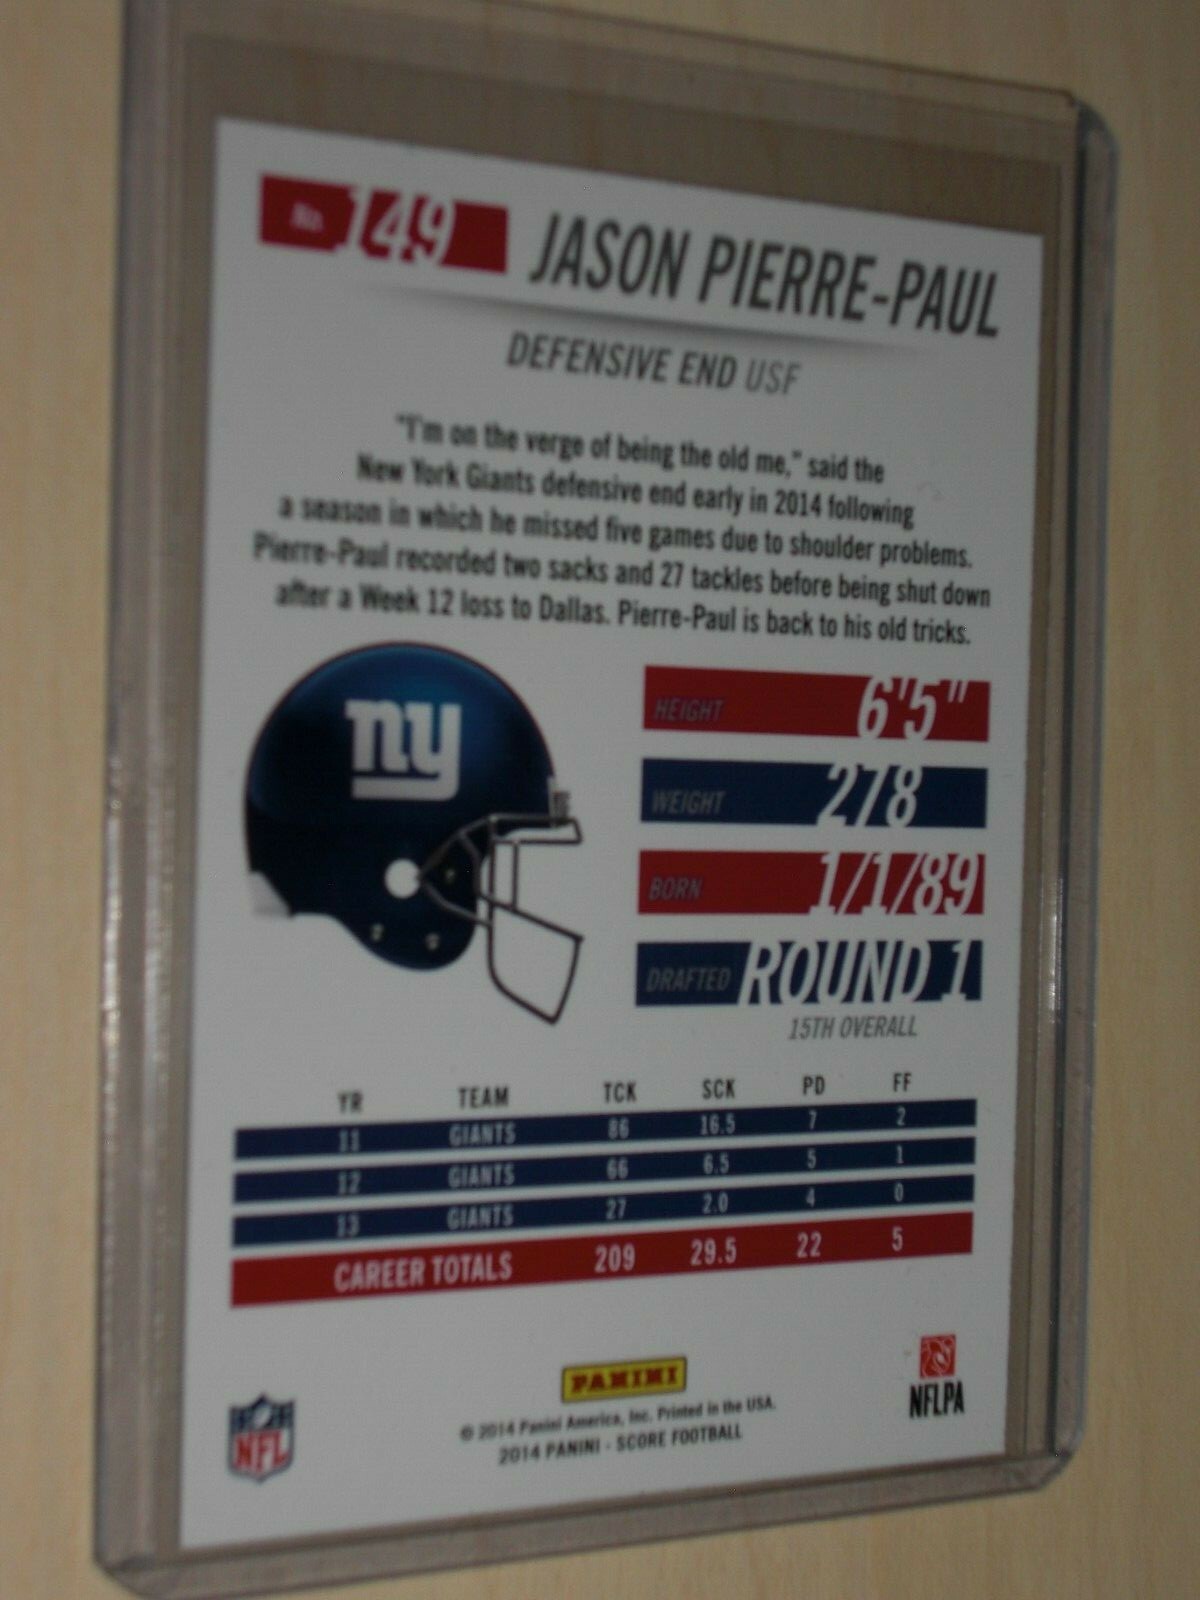 No. 149 JASON PIERRE-PAUL
DEFENSIVE END USF
"I'm on the verge of being the old me," said the
New York Giants defensive end early in 2014 following
a season in which he missed five games due to shoulder problems.
Pierre-Paul recorded two sacks and 27 tackles before being shut down
after a Week 12 loss to Dallas. Pierre-Paul is back to his old tricks.
ny
HEIGHT 6'5"
WEIGHT 278
BORN 1/1/89
DRAFTED ROUND 1
15TH OVERALL
YR TEAM TCK SCK PD FF
11 GIANTS 86 16.5 7 2
12 GIANTS 66 6.5 5 1
13 GIANTS 27 2.0 4 0
CAREER TOTALS 209 29.5 22 5
PANINI
NFL
NFLPA
© 2014 Panini America, Inc. Printed in the USA.
2014 PANINI - SCORE FOOTBALL